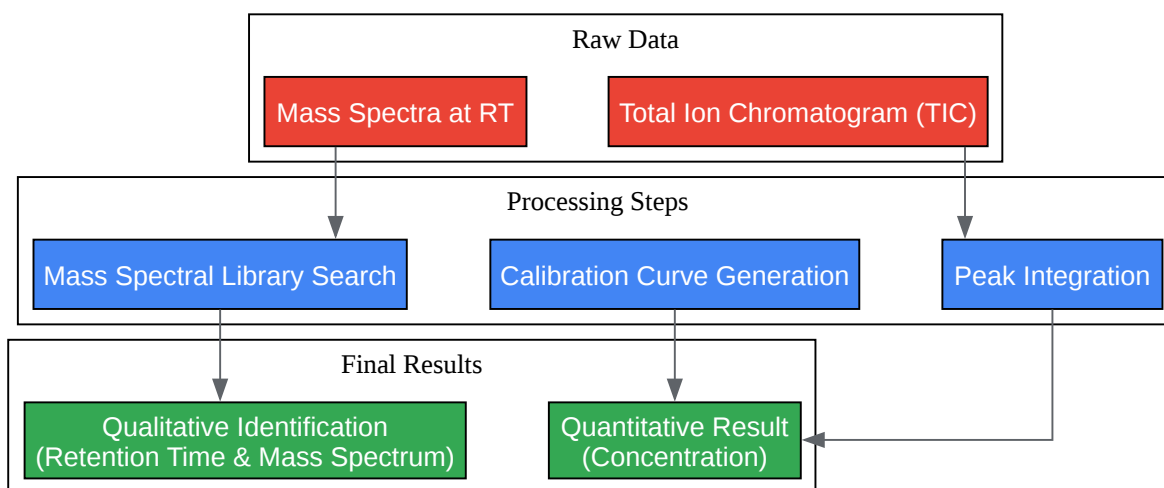 Raw Data
Mass Spectra at RT
Total Ion Chromatogram (TIC)
Processing Steps
Mass Spectral Library Search
Calibration Curve Generation
Peak Integration
Final Results
Qualitative Identification
(Retention Time & Mass Spectrum)
Quantitative Result
(Concentration)